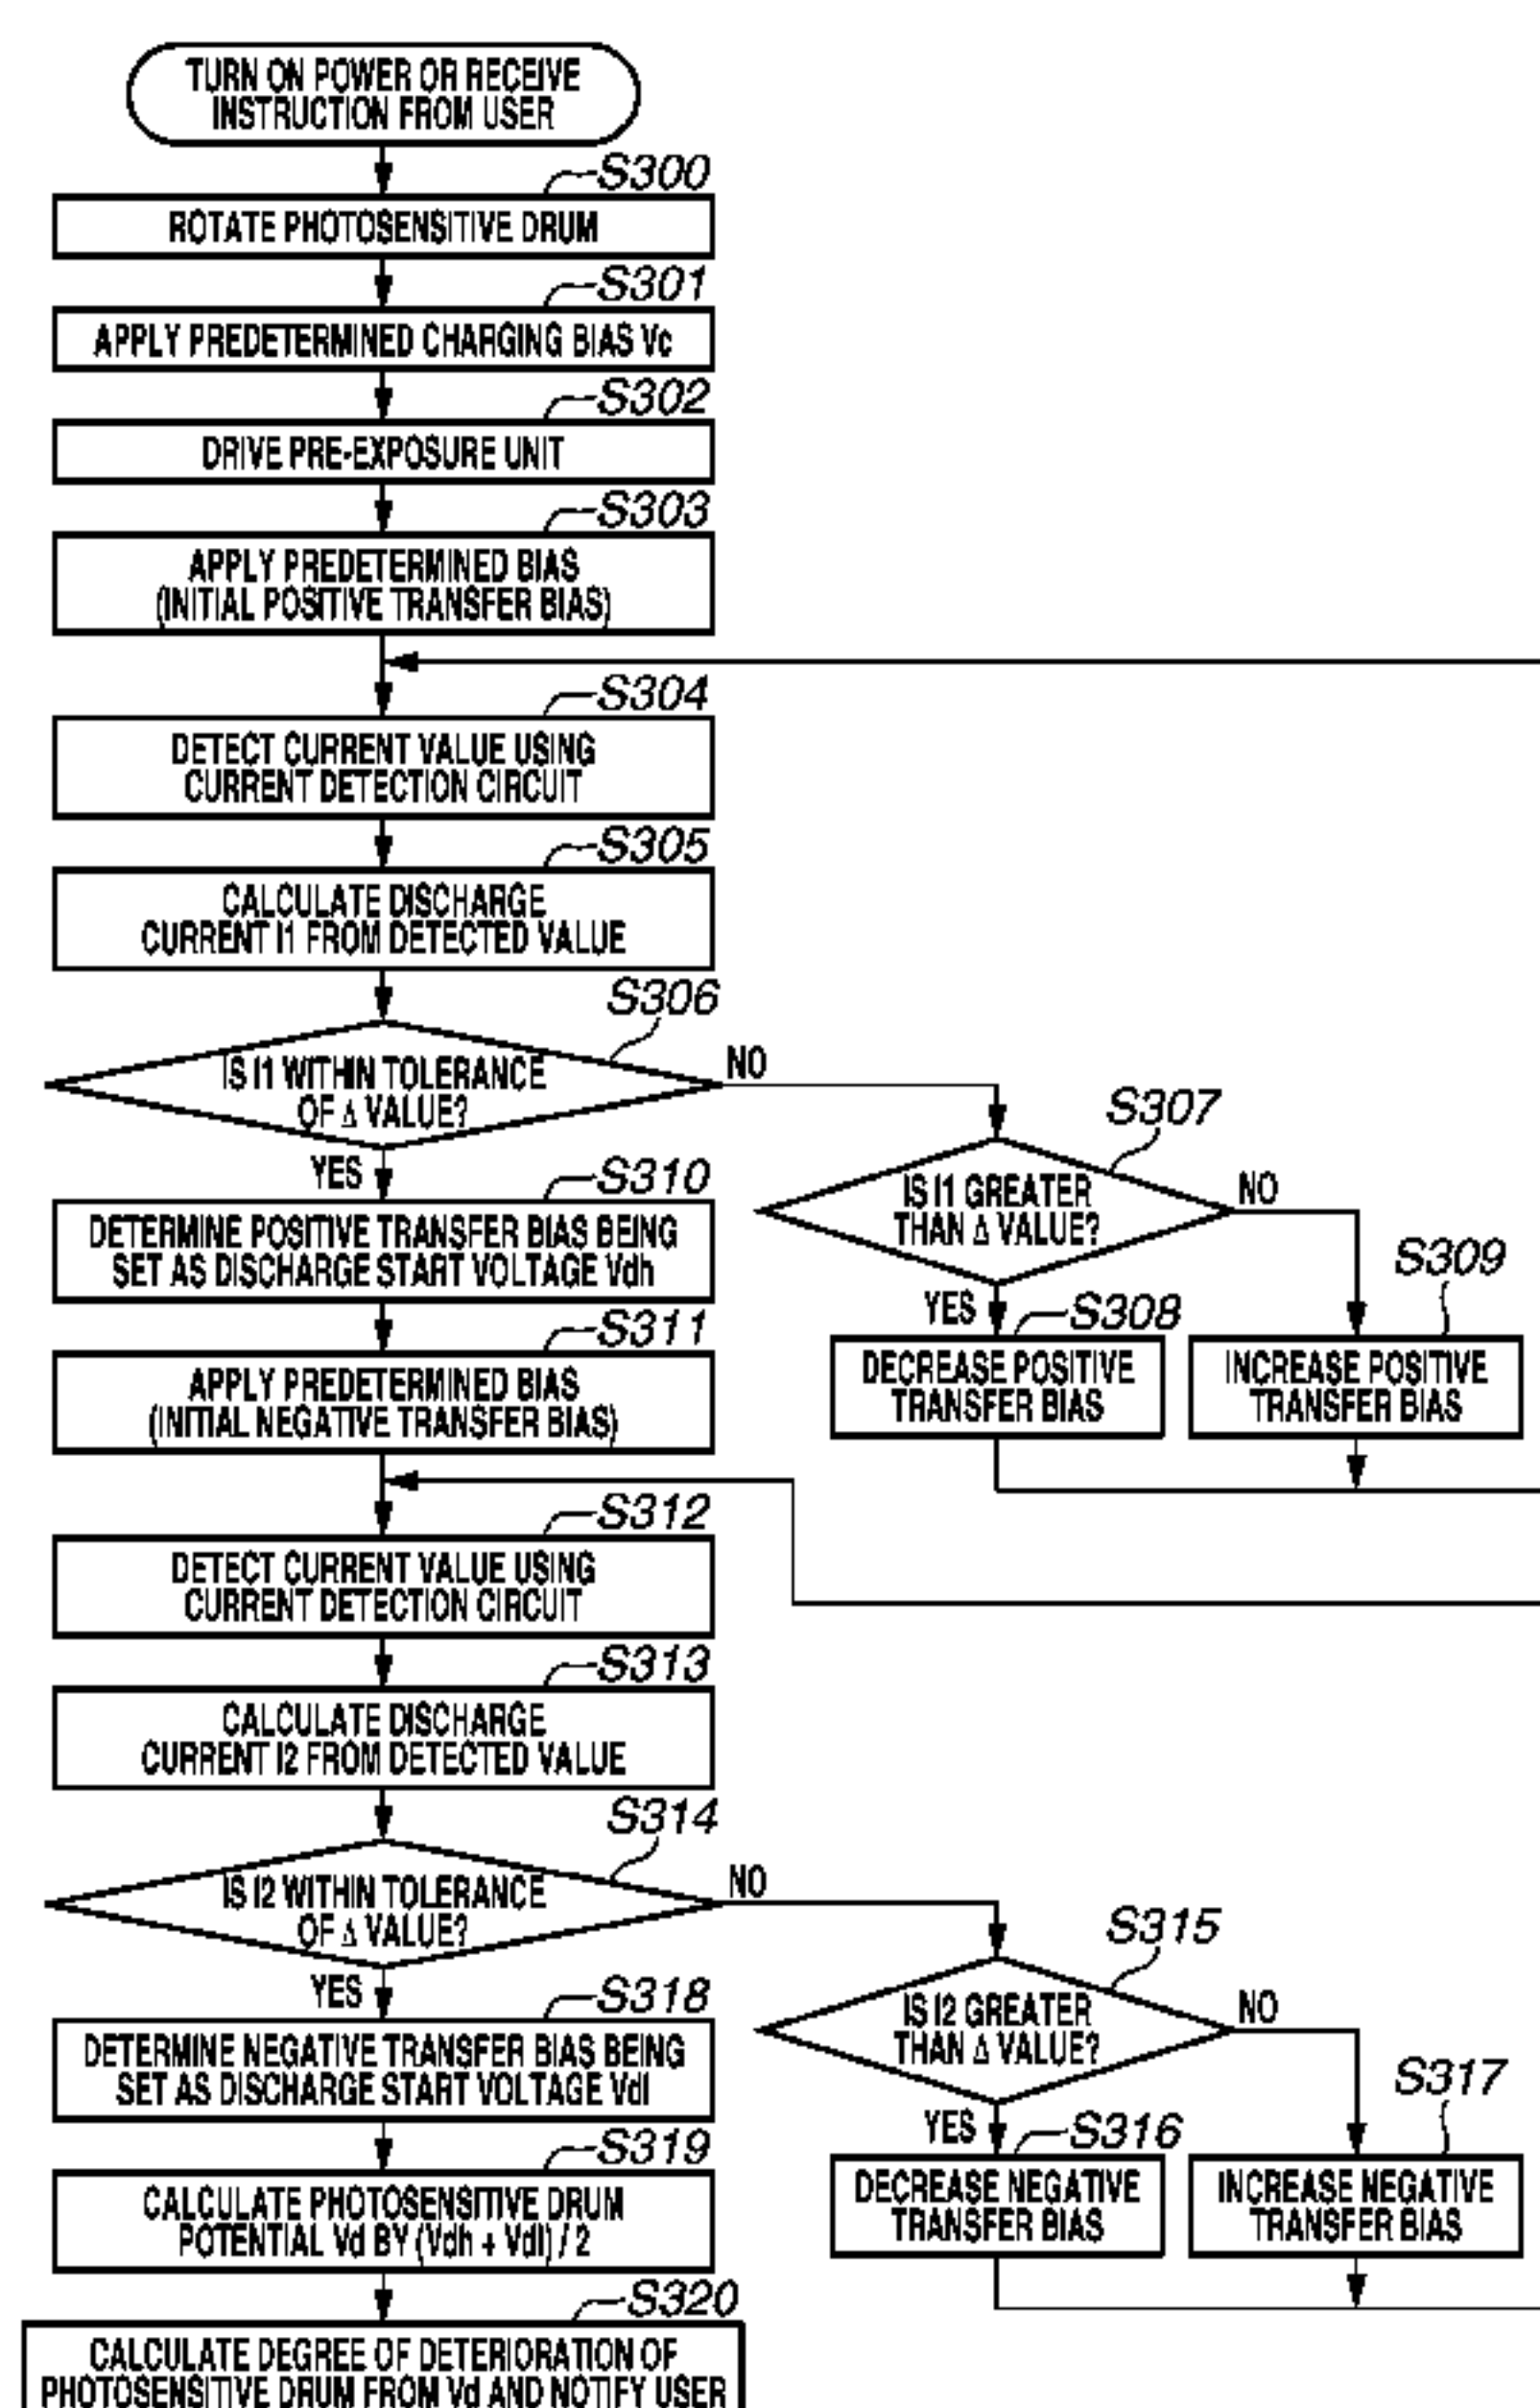 TURN ON POWER OR RECEIVE
INSTRUCTION FROM USER
S300
ROTATE PHOTOSENSITIVE DRUM
S301
APPLY PREDETERMINED CHARGING BIAS Vc
S302
DRIVE PRE-EXPOSURE UNIT
S303
APPLY PREDETERMINED BIAS
(INITIAL POSITIVE TRANSFER BIAS)
S304
DETECT CURRENT VALUE USING
CURRENT DETECTION CIRCUIT
S305
CALCULATE DISCHARGE
CURRENT I1 FROM DETECTED VALUE
S306
IS I1 WITHIN TOLERANCE
OF Δ VALUE?
NO
YES
S307
IS I1 GREATER
THAN Δ VALUE?
NO
YES
S308
DECREASE POSITIVE
TRANSFER BIAS
S309
INCREASE POSITIVE
TRANSFER BIAS
S310
DETERMINE POSITIVE TRANSFER BIAS BEING
SET AS DISCHARGE START VOLTAGE Vdh
S311
APPLY PREDETERMINED BIAS
(INITIAL NEGATIVE TRANSFER BIAS)
S312
DETECT CURRENT VALUE USING
CURRENT DETECTION CIRCUIT
S313
CALCULATE DISCHARGE
CURRENT I2 FROM DETECTED VALUE
S314
IS I2 WITHIN TOLERANCE
OF Δ VALUE?
NO
YES
S315
IS I2 GREATER
THAN Δ VALUE?
NO
YES
S316
DECREASE NEGATIVE
TRANSFER BIAS
S317
INCREASE NEGATIVE
TRANSFER BIAS
S318
DETERMINE NEGATIVE TRANSFER BIAS BEING
SET AS DISCHARGE START VOLTAGE Vdl
S319
CALCULATE PHOTOSENSITIVE DRUM
POTENTIAL Vd BY (Vdh + Vdl) / 2
S320
CALCULATE DEGREE OF DETERIORATION OF
PHOTOSENSITIVE DRUM FROM Vd AND NOTIFY USER